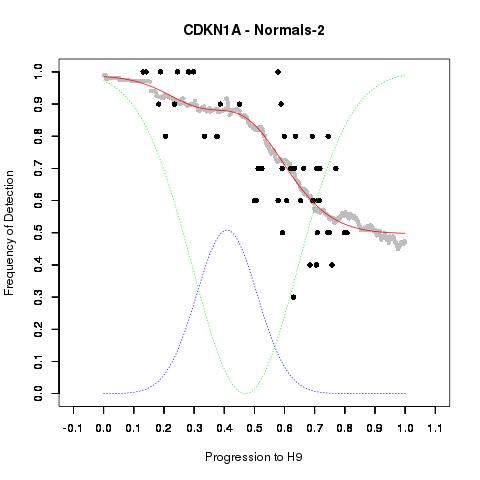 CDKN1A - Normals-2
Frequency of Detection
1.0
0.9
0.8
0.7
0.6
0.5
0.4
0.3
0.2
0.1
0.0
-0.1 0.0 0.1 0.2 0.3 0.4 0.5 0.6 0.7 0.8 0.9 1.0 1.1
Progression to H9